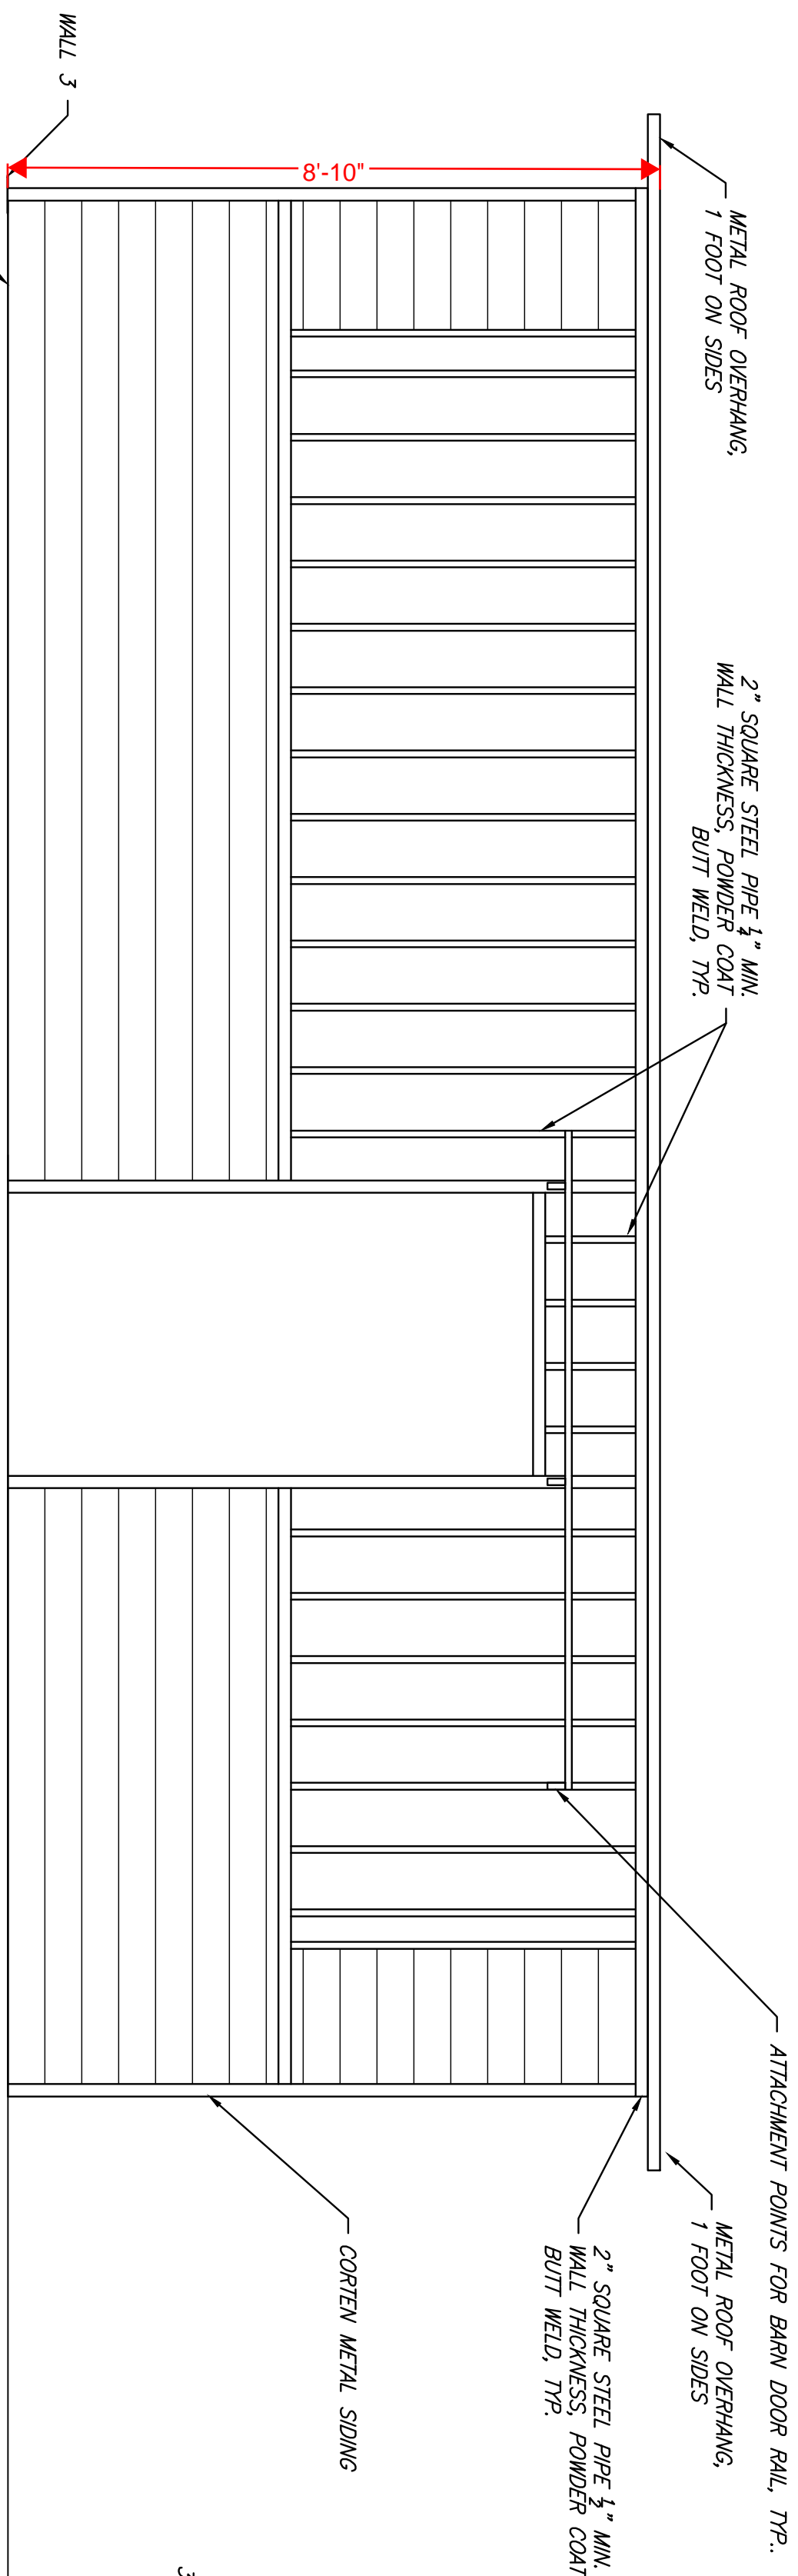 WALL 3
8'-10"
METAL ROOF OVERHANG,
1 FOOT ON SIDES
2" SQUARE STEEL PIPE 1/4" MIN.
WALL THICKNESS, POWDER COAT
BUTT WELD, TYP.
ATTACHMENT POINTS FOR BARN DOOR RAIL, TYP..
METAL ROOF OVERHANG,
1 FOOT ON SIDES
2" SQUARE STEEL PIPE 1/2" MIN.
WALL THICKNESS, POWDER COAT
BUTT WELD, TYP.
CORTEN METAL SIDING